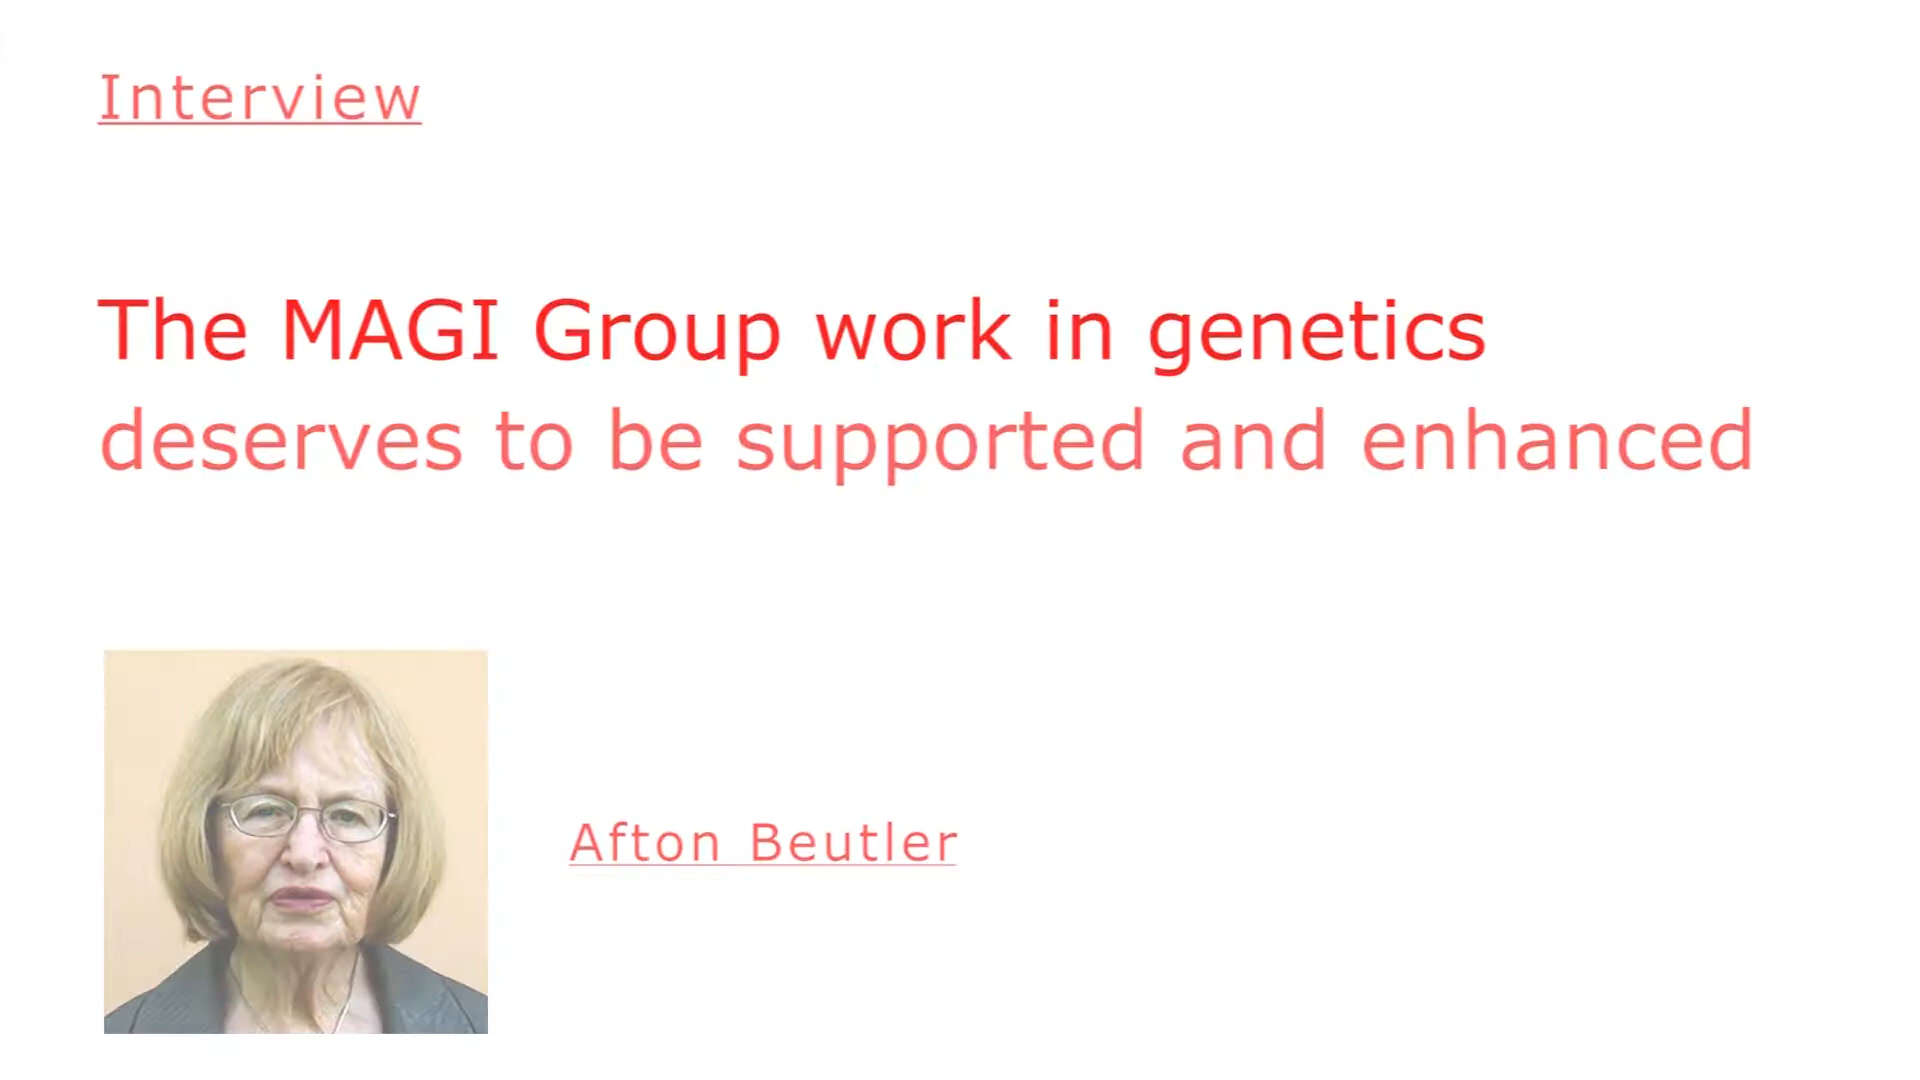 Interview
The MAGI Group work in genetics
deserves to be supported and enhanced
Afton Beutler